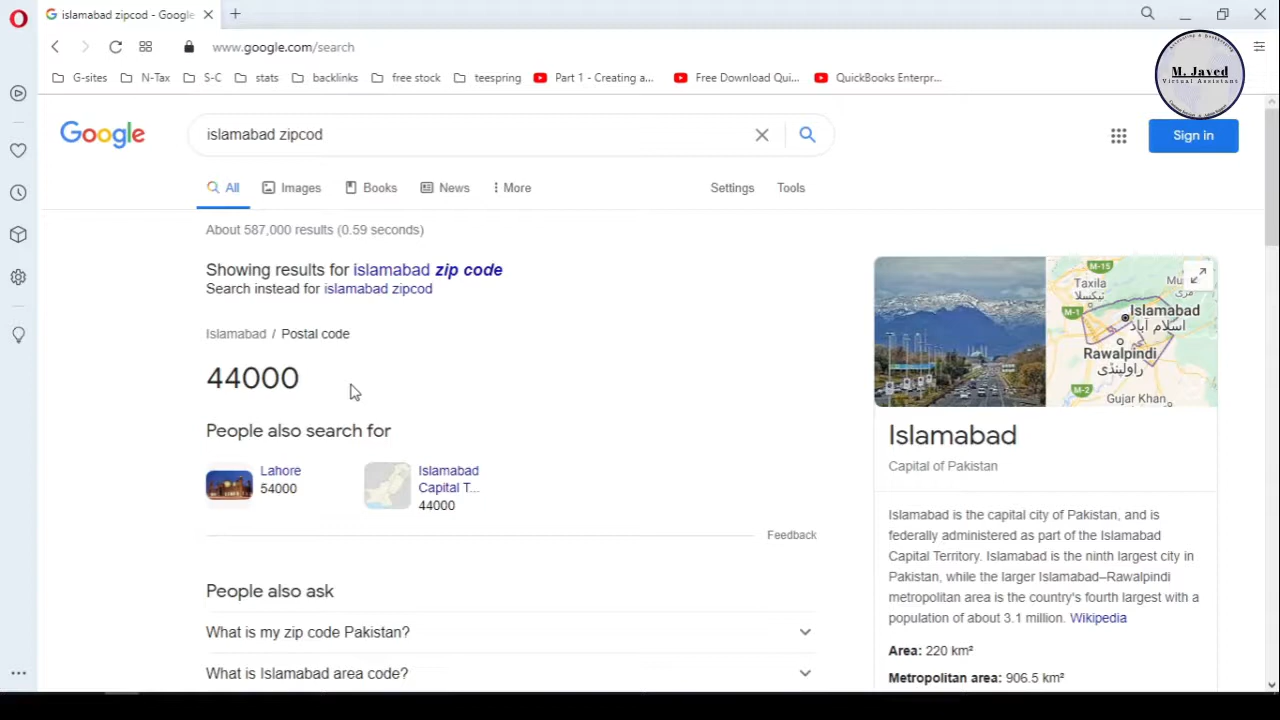 islamabad zipcod - Google
www.google.com/search
G-sites N-Tax S-C stats backlinks free stock teespring Part 1 - Creating a... Free Download Qui... QuickBooks Enterpr...
M. Javed
Virtual Assistant
Google
islamabad zipcod
Sign in
All Images Books News More Settings Tools
About 587,000 results (0.59 seconds)
Showing results for islamabad zip code
Search instead for islamabad zipcod
Islamabad / Postal code
44000
People also search for
Lahore
54000
Islamabad
Capital T...
44000
Feedback
People also ask
What is my zip code Pakistan?
What is Islamabad area code?
M-15
Taxila
ٹیکسلا
Mu
مری
M-1
Islamabad
اسلام آباد
Rawalpindi
راولپنڈی
M-2
Gujar Khan
Islamabad
Capital of Pakistan
Islamabad is the capital city of Pakistan, and is
federally administered as part of the Islamabad
Capital Territory. Islamabad is the ninth largest city in
Pakistan, while the larger Islamabad–Rawalpindi
metropolitan area is the country's fourth largest with a
population of about 3.1 million. Wikipedia
Area: 220 km²
Metropolitan area: 906.5 km²